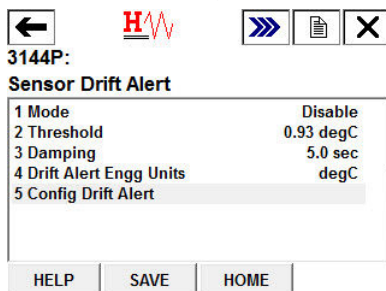 H
3144P:
Sensor Drift Alert
1 Mode Disable
2 Threshold 0.93 degC
3 Damping 5.0 sec
4 Drift Alert Engg Units degC
5 Config Drift Alert
HELP SAVE HOME